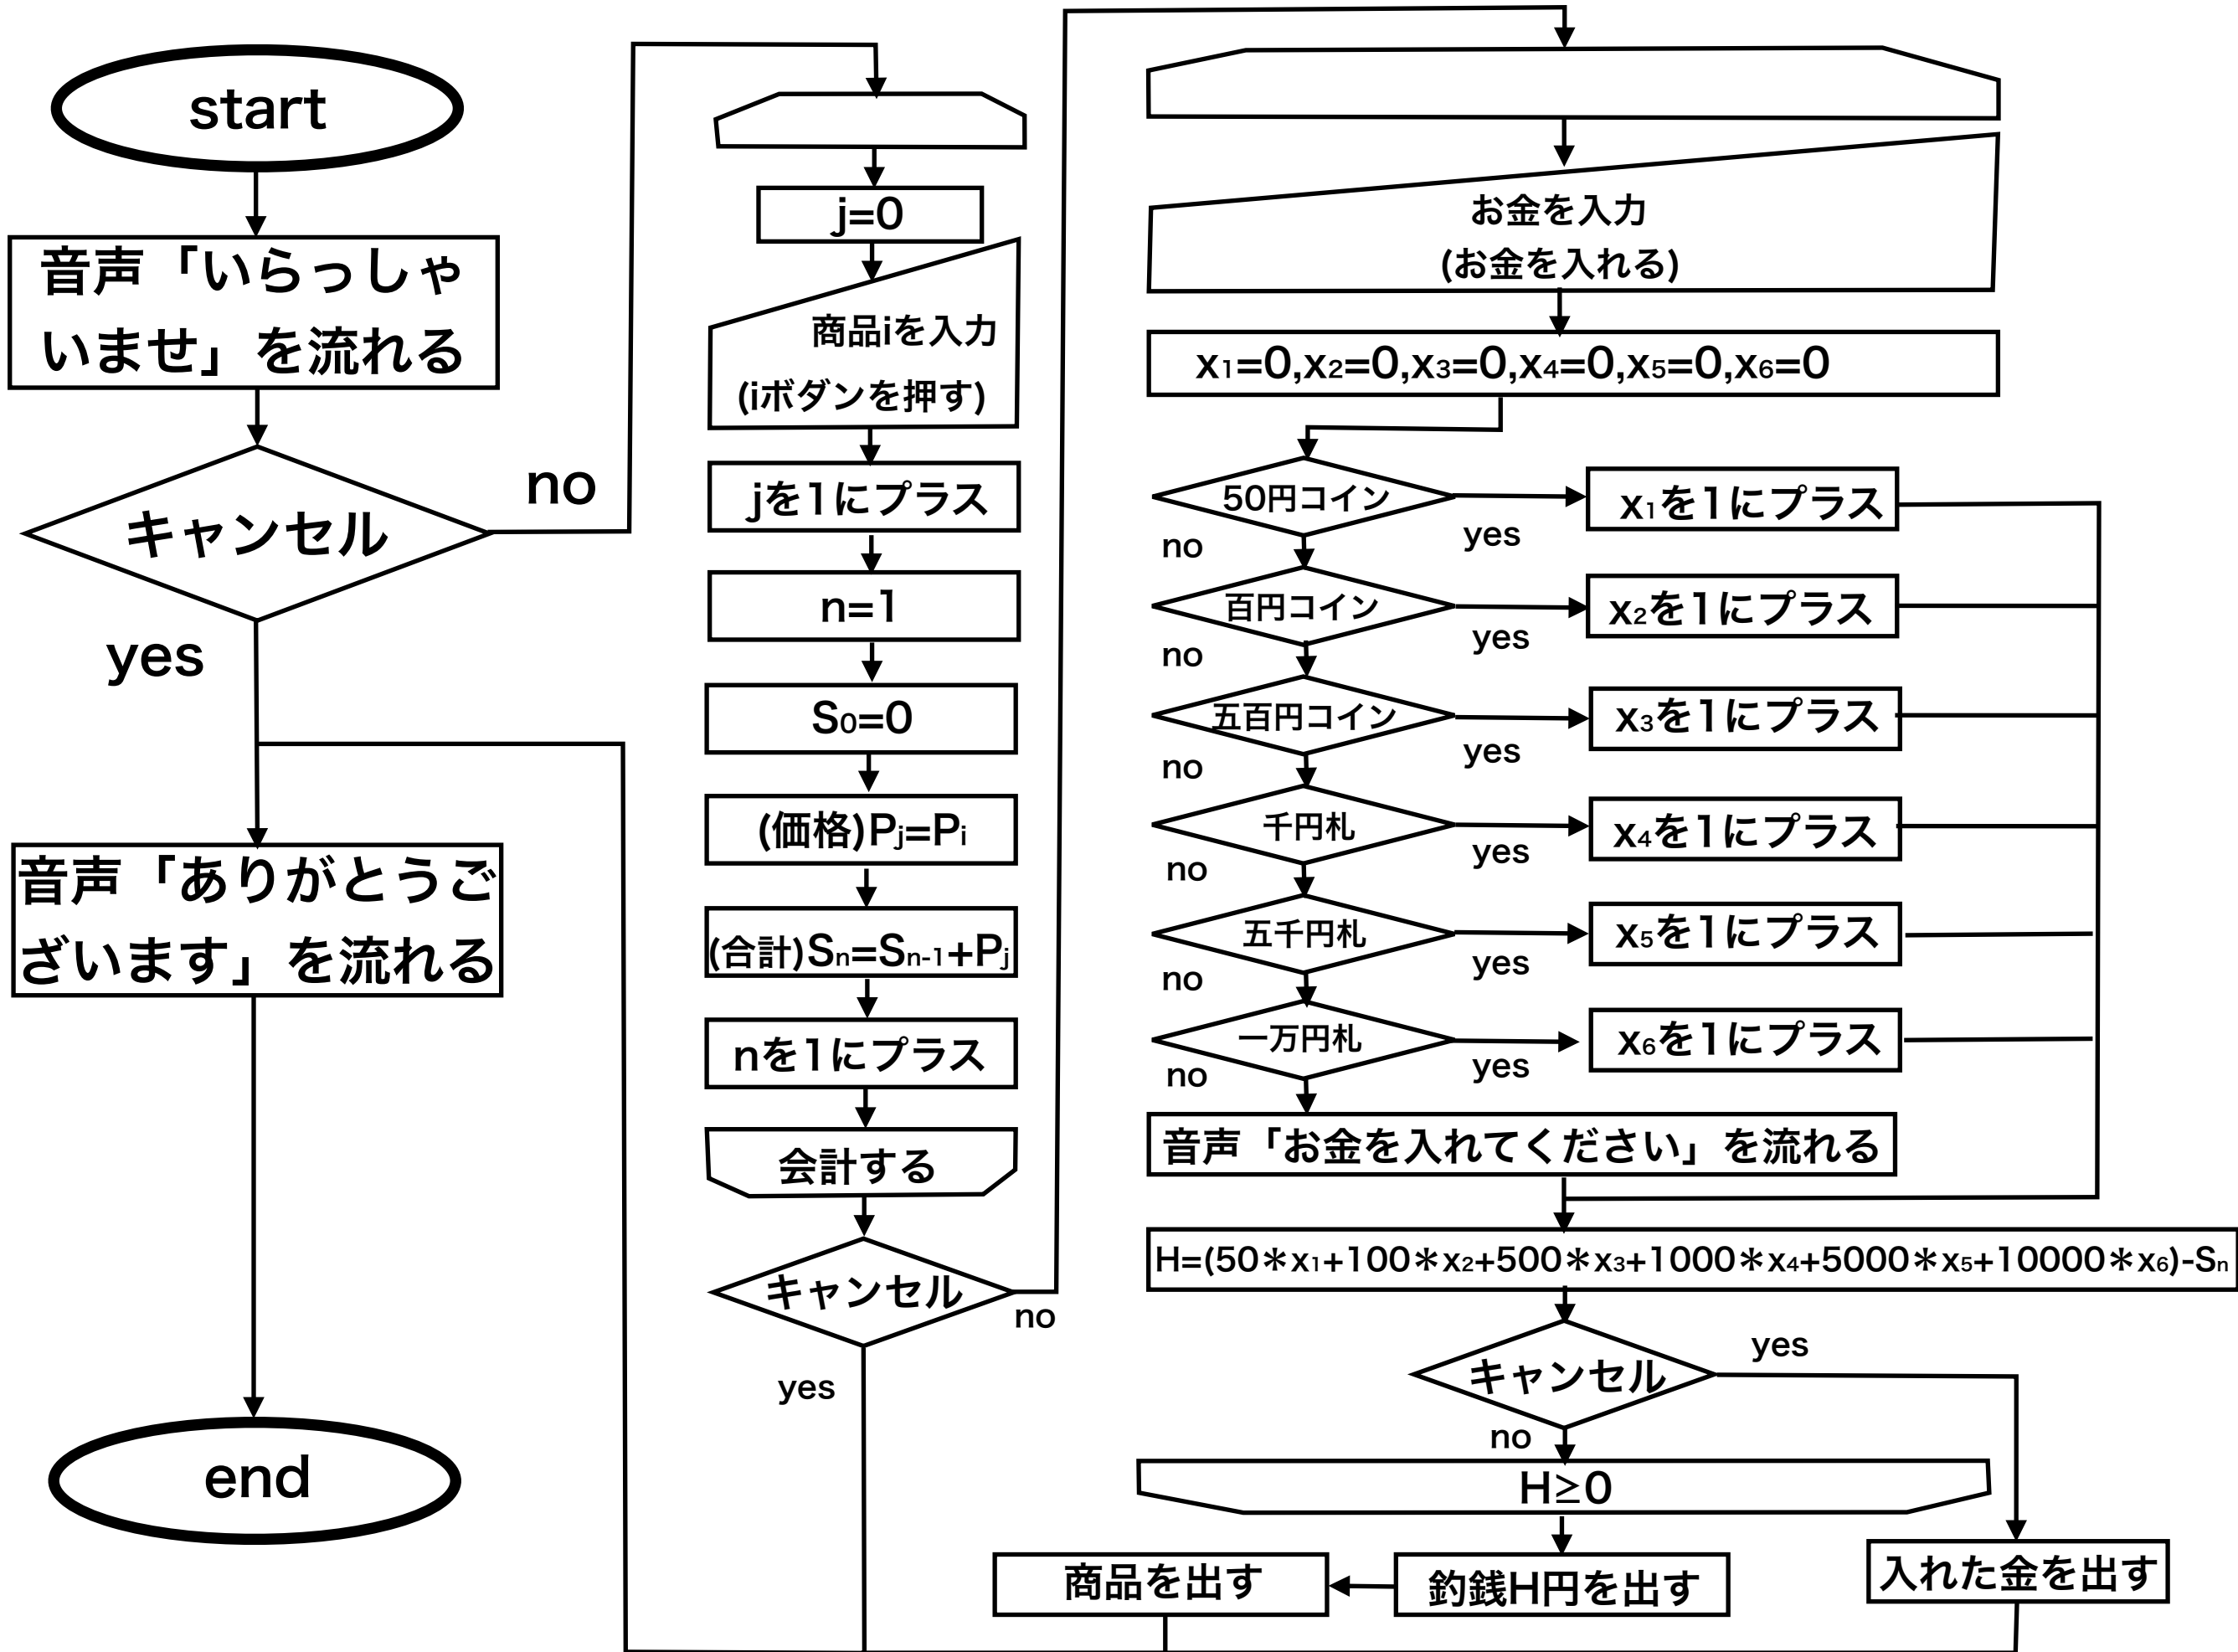 start
音声「いらっしゃ
いませ」を流れる
キャンセル
no
yes
音声「ありがとうご
ざいます」を流れる
end
j=0
商品iを入力
(iボダンを押す)
jを1にプラス
n=1
S₀=0
(価格)Pⱼ=Pᵢ
(合計)Sₙ=Sₙ₋₁+Pⱼ
nを1にプラス
会計する
キャンセル
no
yes
お金を入力
(お金を入れる)
x₁=0,x₂=0,x₃=0,x₄=0,x₅=0,x₆=0
50円コイン
yes
x₁を1にプラス
no
百円コイン
yes
x₂を1にプラス
no
五百円コイン
yes
x₃を1にプラス
no
千円札
yes
x₄を1にプラス
no
五千円札
yes
x₅を1にプラス
no
一万円札
yes
x₆を1にプラス
no
音声「お金を入れてください」を流れる
H=(50*x₁+100*x₂+500*x₃+1000*x₄+5000*x₅+10000*x₆)-Sₙ
キャンセル
yes
no
H≧0
商品を出す
釣銭H円を出す
入れた金を出す